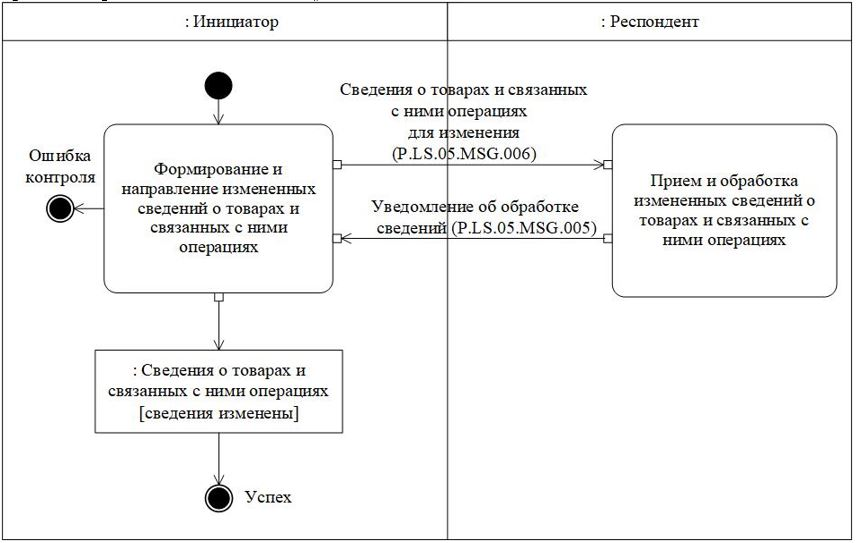 : Инициатор
: Респондент
Сведения о товарах и связанных
с ними операциях
для изменения
(P.LS.05.MSG.006)
Ошибка
контроля
Формирование и
направление измененных
сведений о товарах и
связанных с ними
операциях
Прием и обработка
измененных сведений о
товарах и связанных с
ними операциях
Уведомление об обработке
сведений (P.LS.05.MSG.005)
: Сведения о товарах и
связанных с ними операциях
[сведения изменены]
Успех